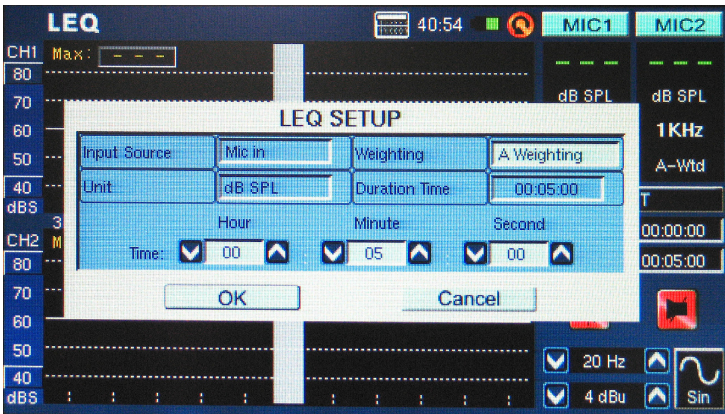 LEQ 40:54 MIC1 MIC2
CH1 Max: - - -
80
70 dB SPL dB SPL
LEQ SETUP
60 1KHz
Input Source Mic in Weighting A Weighting
50 A-Wtd
40 Unit dB SPL Duration Time 00:05:00
dBS T
3 Hour Minute Second 00:00:00
CH2 M
Time: 00 : 05 : 00
80 00:05:00
70 OK Cancel
60
50 20 Hz
40
dBS 4 dBu Sin